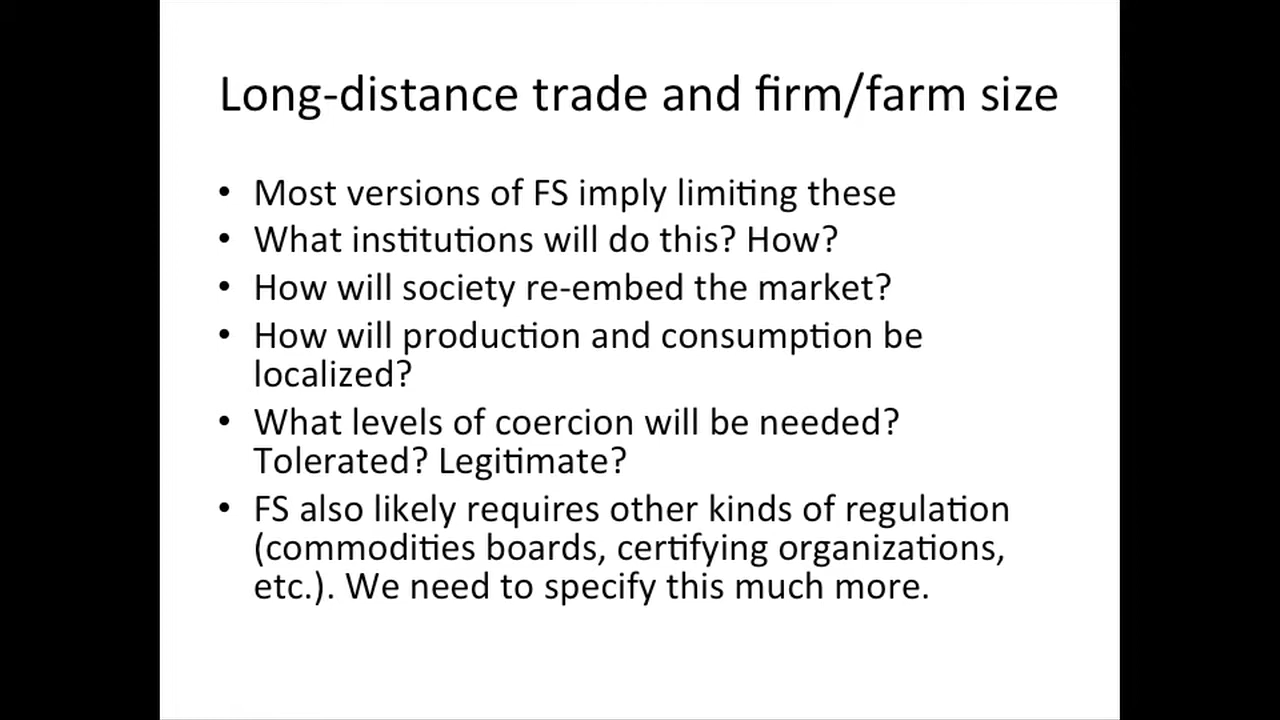 Long-distance trade and firm/farm size
• Most versions of FS imply limiting these
• What institutions will do this? How?
• How will society re-embed the market?
• How will production and consumption be
localized?
• What levels of coercion will be needed?
Tolerated? Legitimate?
• FS also likely requires other kinds of regulation
(commodities boards, certifying organizations,
etc.). We need to specify this much more.